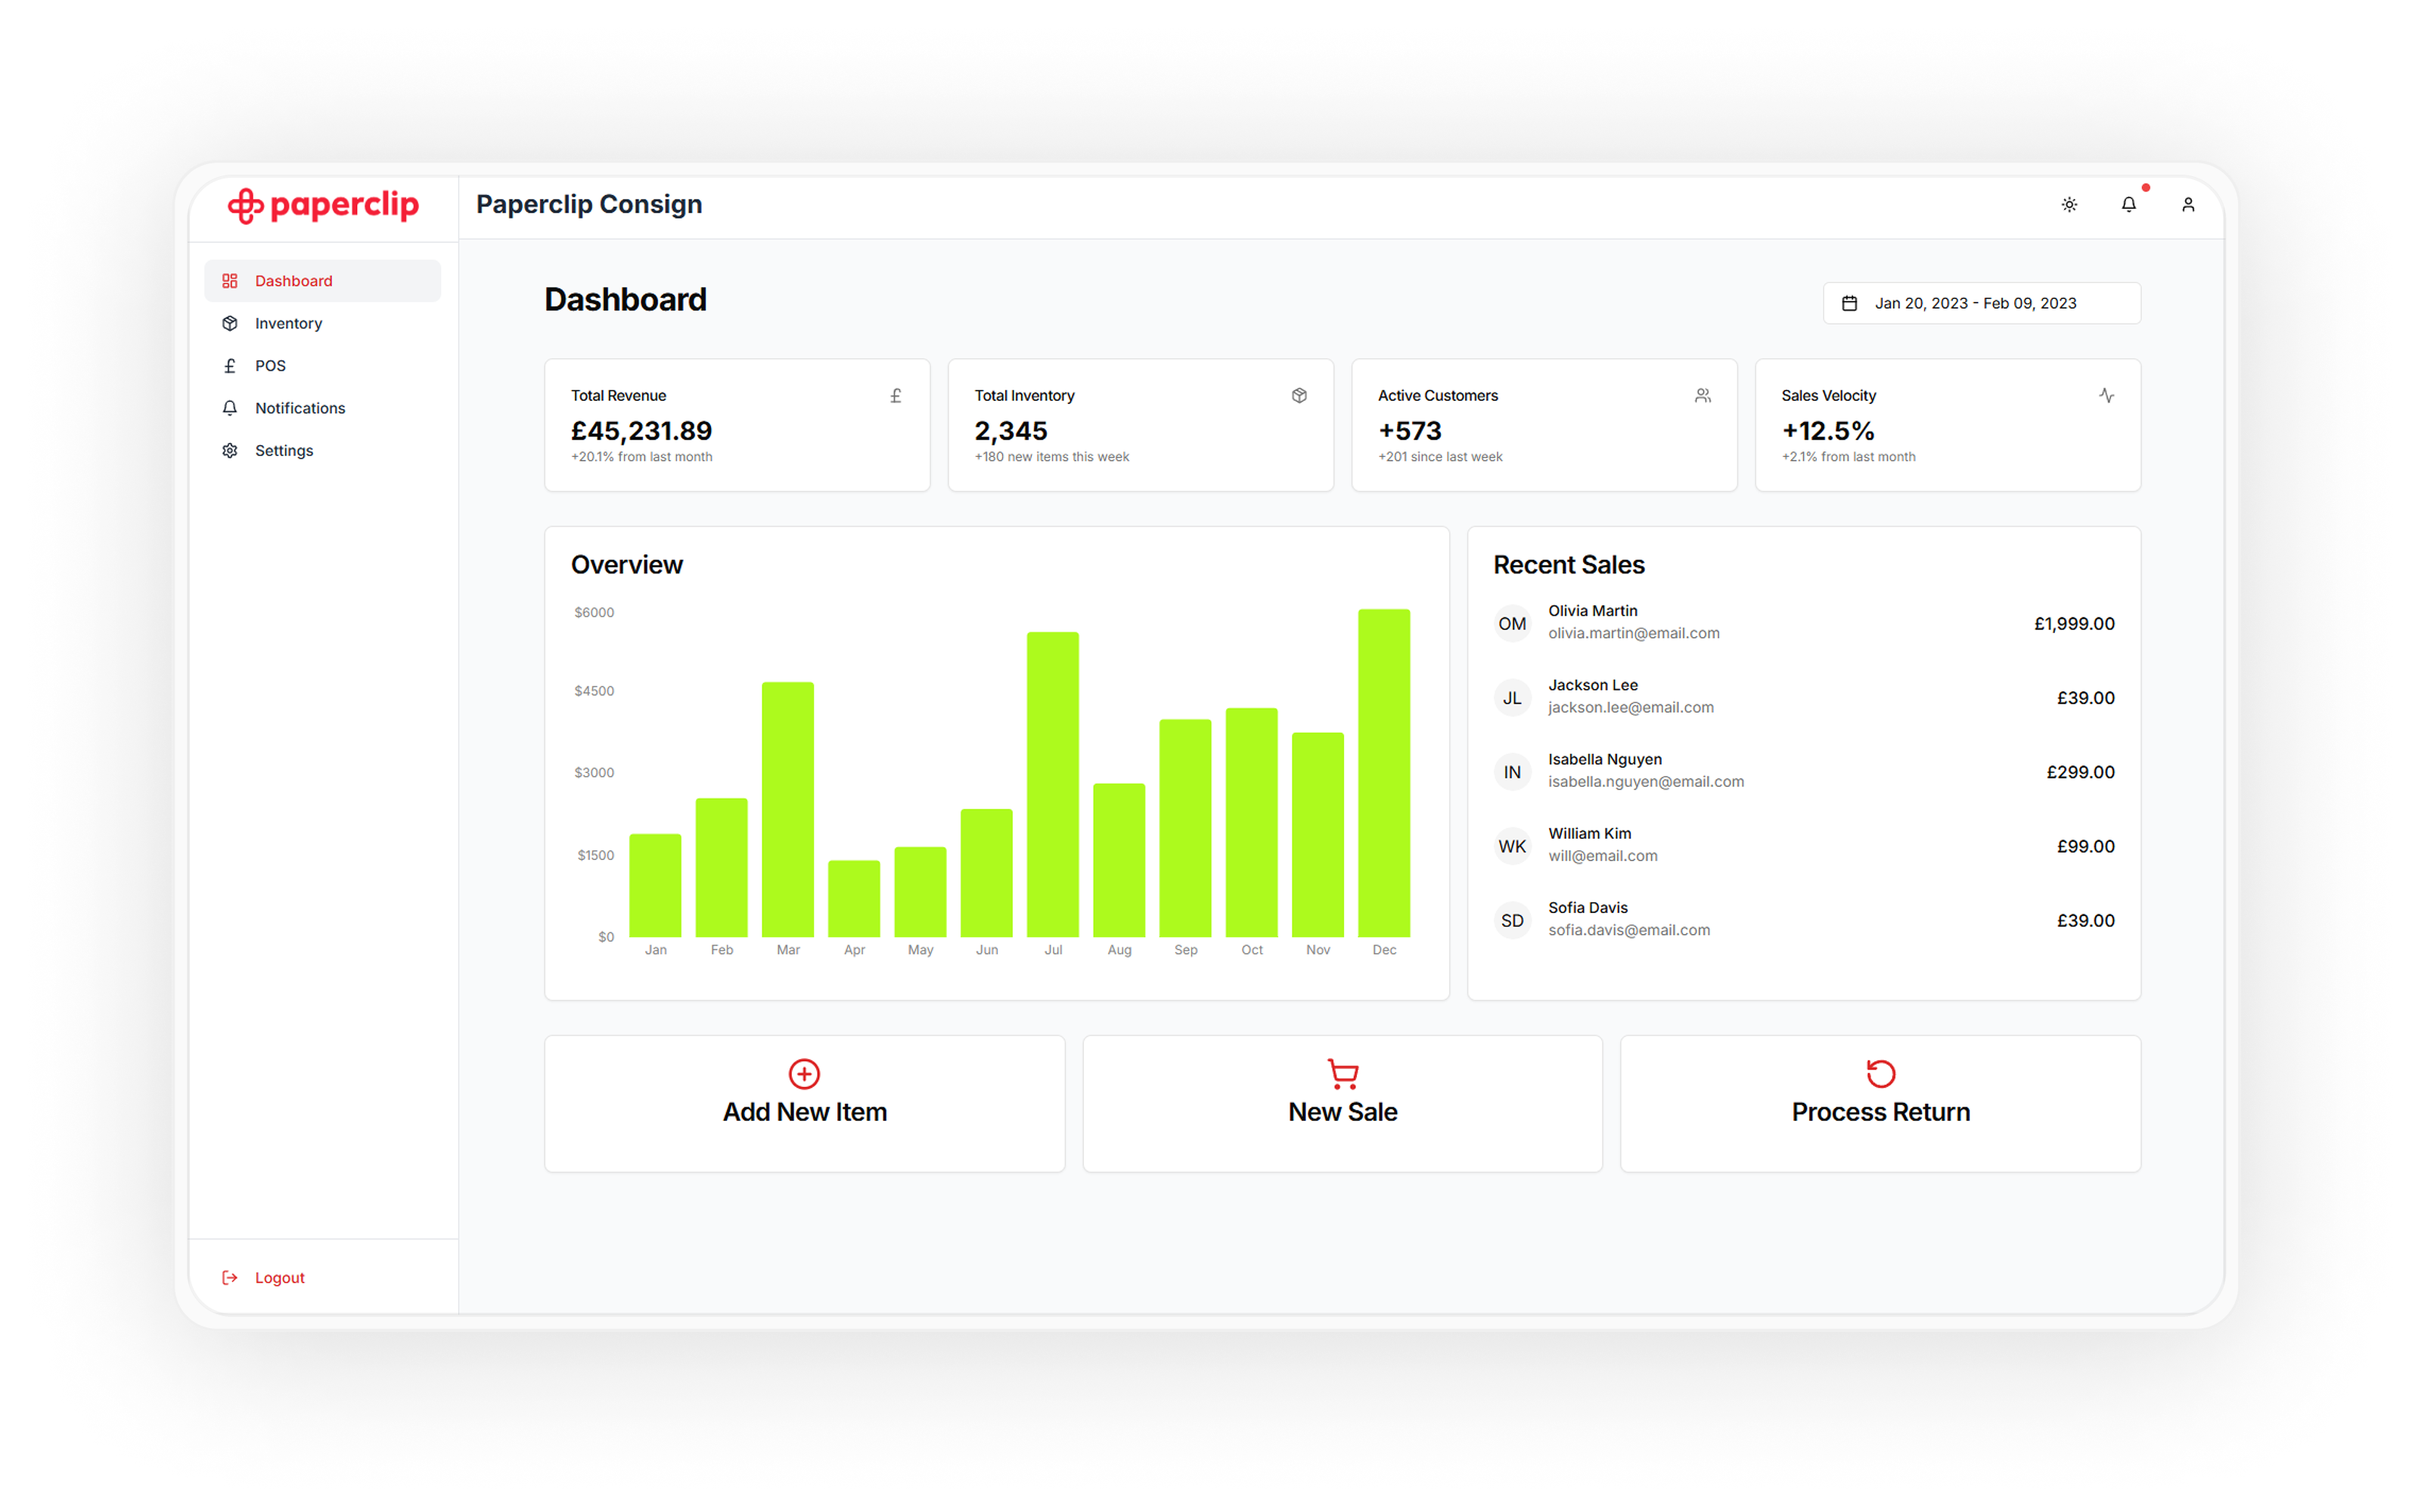 paperclip
Paperclip Consign
Dashboard
Inventory
POS
Notifications
Settings
Logout
Dashboard
Jan 20, 2023 - Feb 09, 2023
Total Revenue
£45,231.89
+20.1% from last month
Total Inventory
2,345
+180 new items this week
Active Customers
+573
+201 since last week
Sales Velocity
+12.5%
+2.1% from last month
Overview
$6000
$4500
$3000
$1500
$0
Jan Feb Mar Apr May Jun Jul Aug Sep Oct Nov Dec
Recent Sales
OM
Olivia Martin
olivia.martin@email.com
£1,999.00
JL
Jackson Lee
jackson.lee@email.com
£39.00
IN
Isabella Nguyen
isabella.nguyen@email.com
£299.00
WK
William Kim
will@email.com
£99.00
SD
Sofia Davis
sofia.davis@email.com
£39.00
Add New Item
New Sale
Process Return